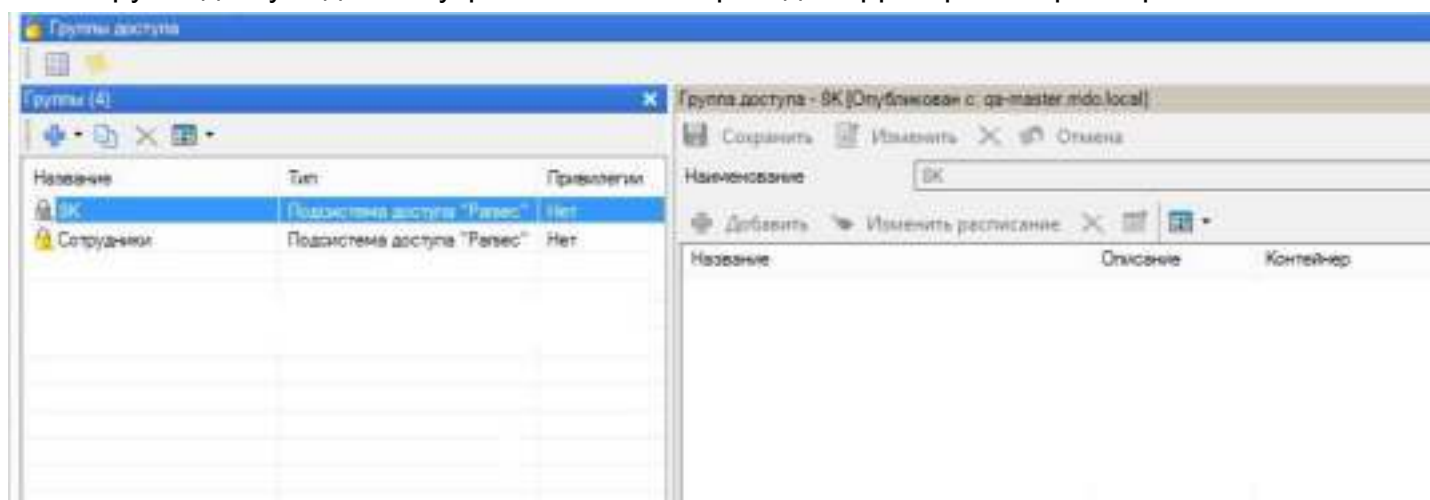 Группы доступа
Группы (4)
Группа доступа - SK [Опубликован с: qa-master.mdo.local]
Сохранить Изменить Отмена
Название Тип Привилегии
Наименование SK
SK Подсистема доступа "Parsec" Нет
Добавить Изменить расписание
Сотрудники Подсистема доступа "Parsec" Нет
Название Описание Контейнер